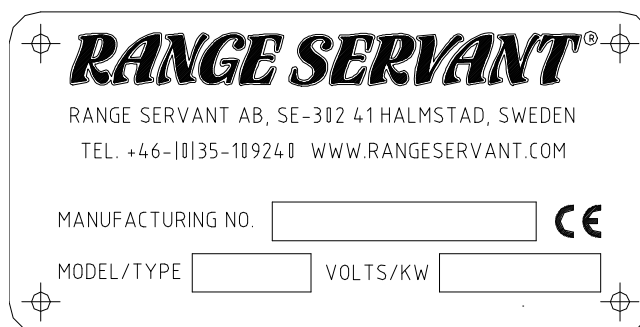 RANGE SERVANT®
RANGE SERVANT AB, SE-302 41 HALMSTAD, SWEDEN
TEL. +46-(0)35-109240 WWW.RANGESERVANT.COM
MANUFACTURING NO. CE
MODEL/TYPE VOLTS/KW